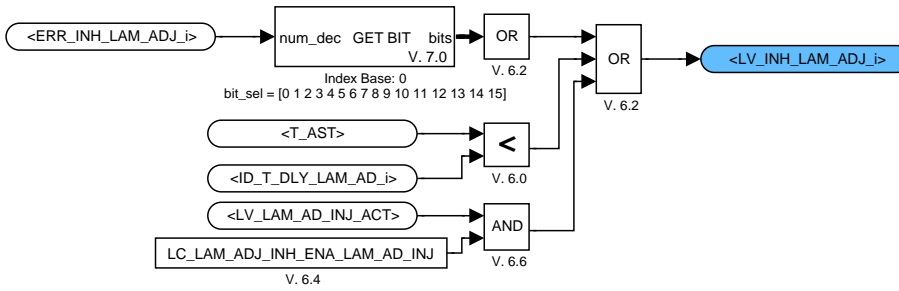 <ERR_INH_LAM_ADJ_i>
num_dec GET BIT bits
V. 7.0
Index Base: 0
bit_sel = [0 1 2 3 4 5 6 7 8 9 10 11 12 13 14 15]
OR
V. 6.2
OR
V. 6.2
<LV_INH_LAM_ADJ_i>
<T_AST>
<ID_T_DLY_LAM_AD_i>
<
V. 6.0
<LV_LAM_AD_INJ_ACT>
LC_LAM_ADJ_INH_ENA_LAM_AD_INJ
V. 6.4
AND
V. 6.6